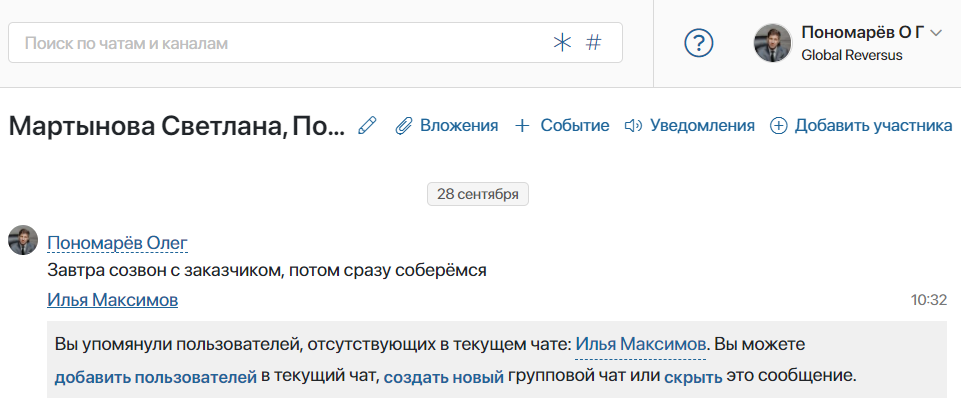 Поиск по чатам и каналам
Пономарёв О Г
Global Reversus
Мартынова Светлана, По...
Вложения
Событие
Уведомления
Добавить участника
28 сентября
Пономарёв Олег
Завтра созвон с заказчиком, потом сразу соберёмся
Илья Максимов
10:32
Вы упомянули пользователей, отсутствующих в текущем чате: Илья Максимов. Вы можете
добавить пользователей в текущий чат, создать новый групповой чат или скрыть это сообщение.